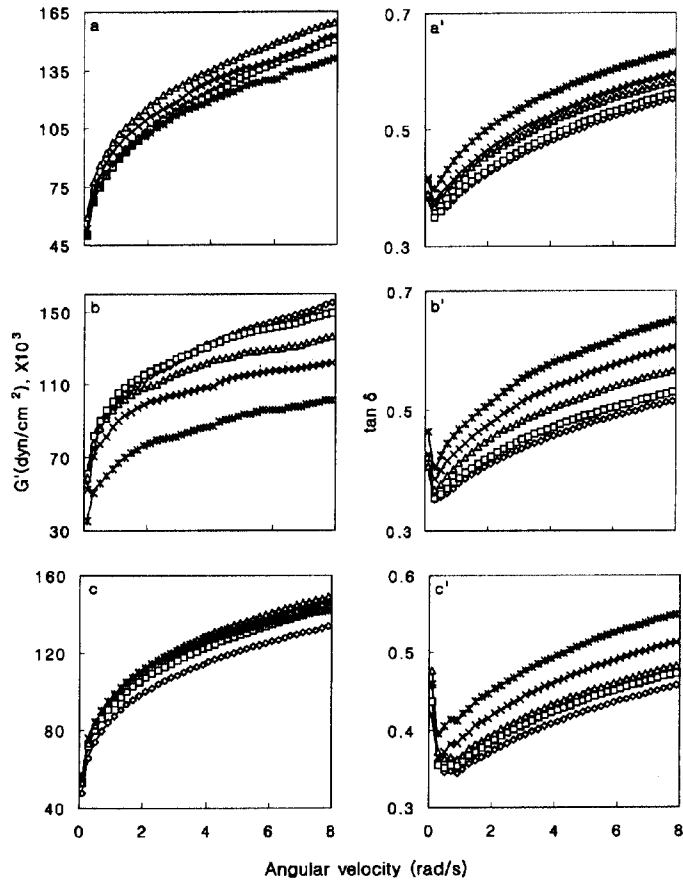 a
165
135
105
75
45
a'
0.7
0.5
0.3
b
150
110
70
30
G'(dyn/cm²), X10³
b'
0.7
0.5
0.3
tan δ
c
160
120
80
40
0 2 4 6 8
c'
0.6
0.5
0.4
0.3
0 2 4 6 8
Angular velocity (rad/s)